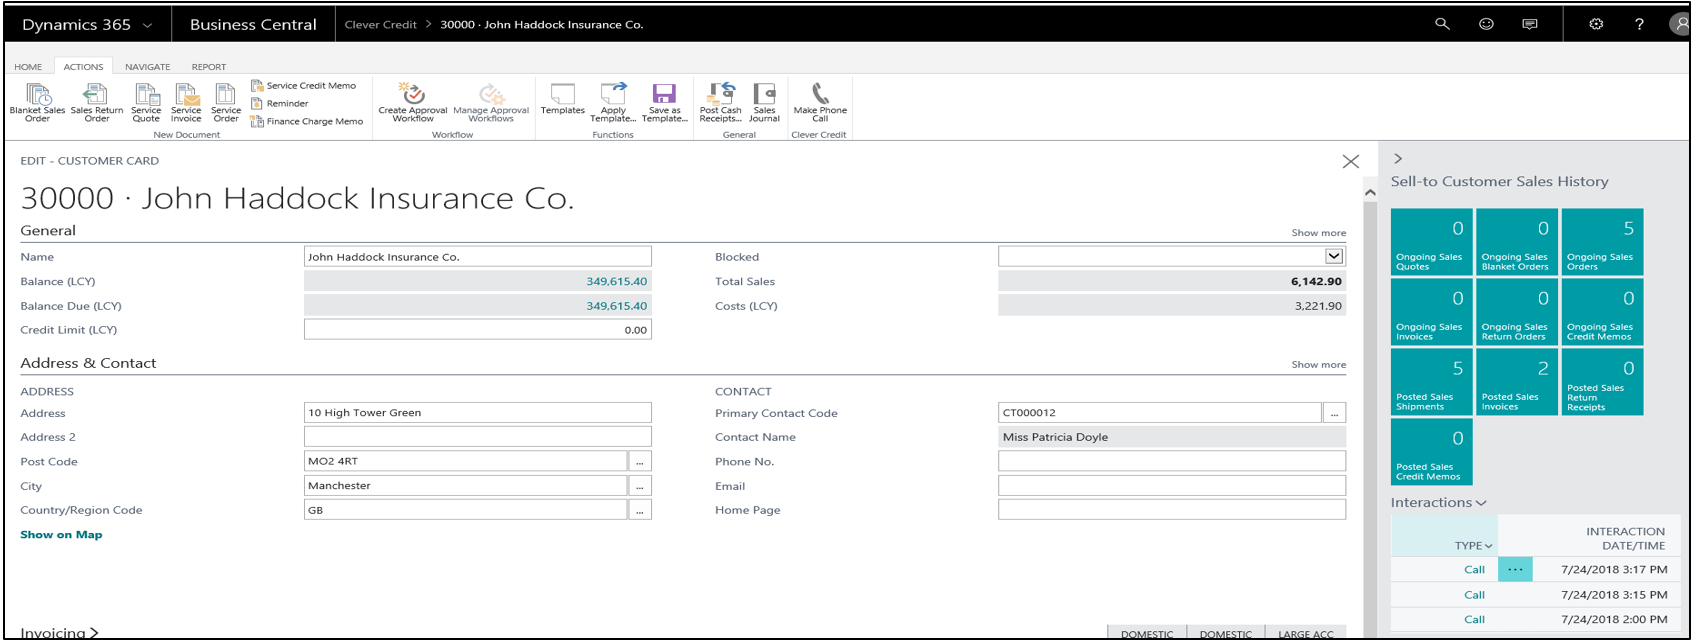 Dynamics 365
Business Central
Clever Credit > 30000 · John Haddock Insurance Co.
?
HOME ACTIONS NAVIGATE REPORT
Blanket Sales Order
Sales Return Order
Service Quote
Service Invoice
Service Order
Service Credit Memo
Reminder
Finance Charge Memo
New Document
Create Approval Workflow
Manage Approval Workflows
Workflow
Templates
Apply Template...
Save as Template...
Functions
Post Cash Receipts...
Sales Journal
General
Make Phone Call
Clever Credit
EDIT - CUSTOMER CARD
30000 · John Haddock Insurance Co.
General
Show more
Name John Haddock Insurance Co.
Balance (LCY) 349,615.40
Balance Due (LCY) 349,615.40
Credit Limit (LCY) 0.00
Blocked
Total Sales 6,142.90
Costs (LCY) 3,221.90
Address & Contact
Show more
ADDRESS
Address 10 High Tower Green
Address 2
Post Code MO2 4RT ...
City Manchester ...
Country/Region Code GB ...
Show on Map
CONTACT
Primary Contact Code CT000012 ...
Contact Name Miss Patricia Doyle
Phone No.
Email
Home Page
Invoicing >
DOMESTIC DOMESTIC LARGE ACC
Sell-to Customer Sales History
0
Ongoing Sales Quotes
0
Ongoing Sales Blanket Orders
5
Ongoing Sales Orders
0
Ongoing Sales Invoices
0
Ongoing Sales Return Orders
0
Ongoing Sales Credit Memos
5
Posted Sales Shipments
2
Posted Sales Invoices
0
Posted Sales Return Receipts
0
Posted Sales Credit Memos
Interactions
TYPE INTERACTION DATE/TIME
Call ... 7/24/2018 3:17 PM
Call 7/24/2018 3:15 PM
Call 7/24/2018 2:00 PM